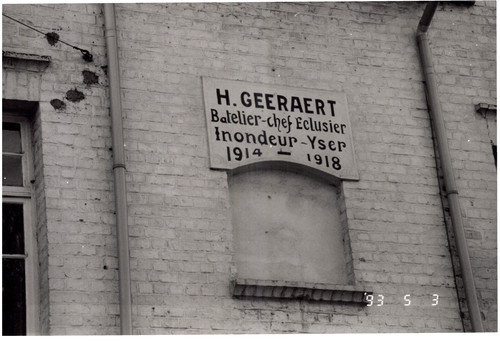 H. GEERAERT
Batelier-chef Eclusier
Inondeur-Yser
1914 — 1918
'93 5 3